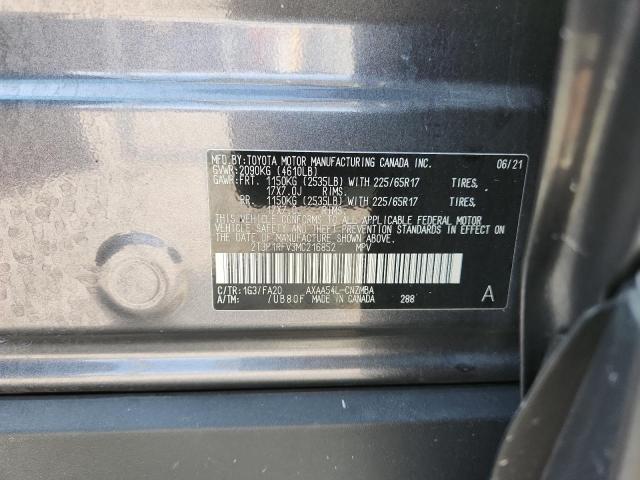 MFD.BY:TOYOTA MOTOR MANUFACTURING CANADA INC. 06/21
GVWR:2090KG (4610LB)
GAWR:FRT. 1150KG (2535LB) WITH 225/65R17 TIRES,
17X7.0J RIMS.
RR. 1150KG (2535LB) WITH 225/65R17 TIRES,
RIMS.
THIS VEHICLE CONFORMS TO ALL APPLICABLE FEDERAL MOTOR
VEHICLE SAFETY AND THEFT PREVENTION STANDARDS IN
EFFECT ON THE DATE OF MANUFACTURE SHOWN ABOVE.
MPV
C/TR:1G3/FA20 AXAA54L-CNZMBA
A/TM: /UB80F MADE IN CANADA 288 A